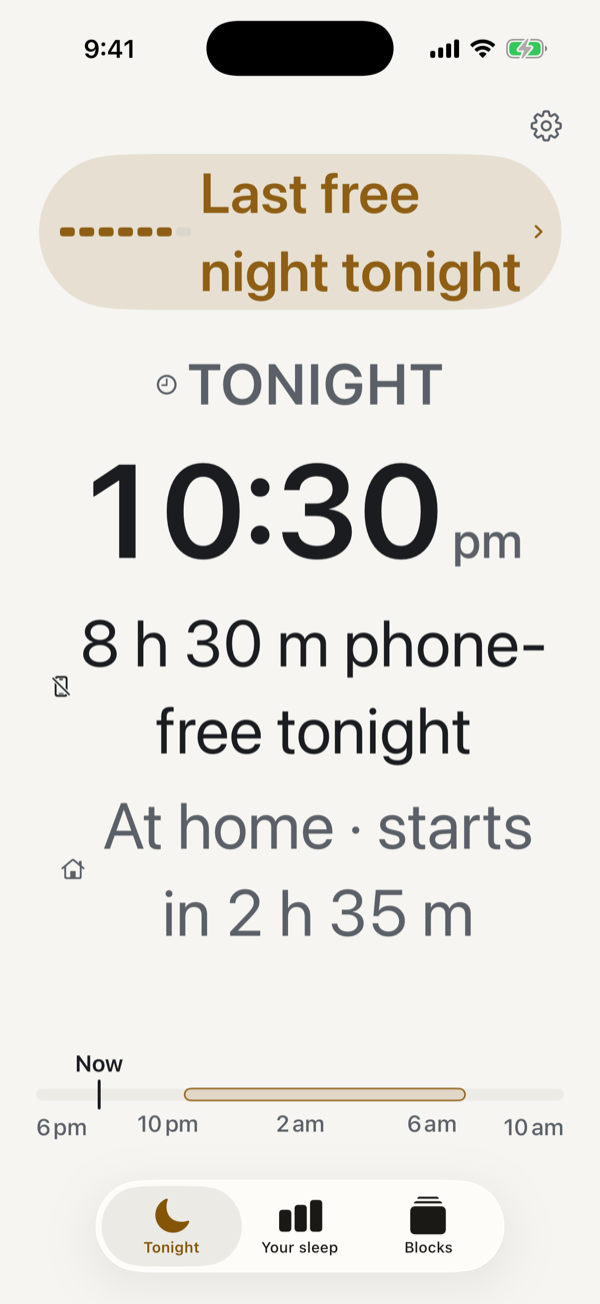 9:41
Last free
night tonight
TONIGHT
10:30 pm
8 h 30 m phone-
free tonight
At home · starts
in 2 h 35 m
Now
6 pm 10 pm 2 am 6 am 10 am
Tonight Your sleep Blocks